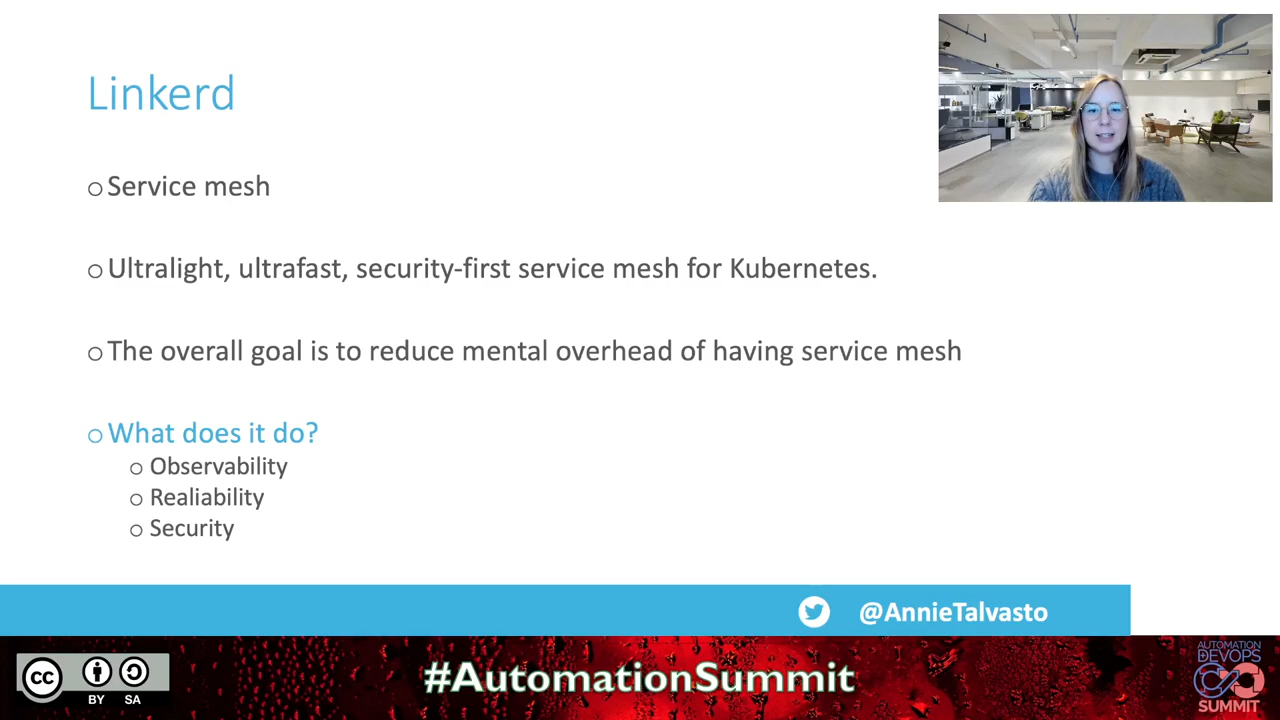 Linkerd
Service mesh
Ultralight, ultrafast, security-first service mesh for Kubernetes.
The overall goal is to reduce mental overhead of having service mesh
What does it do?
Observability
Realiability
Security
@AnnieTalvasto
cc
BY SA
#AutomationSummit
AUTOMATION
DEVOPS
SUMMIT